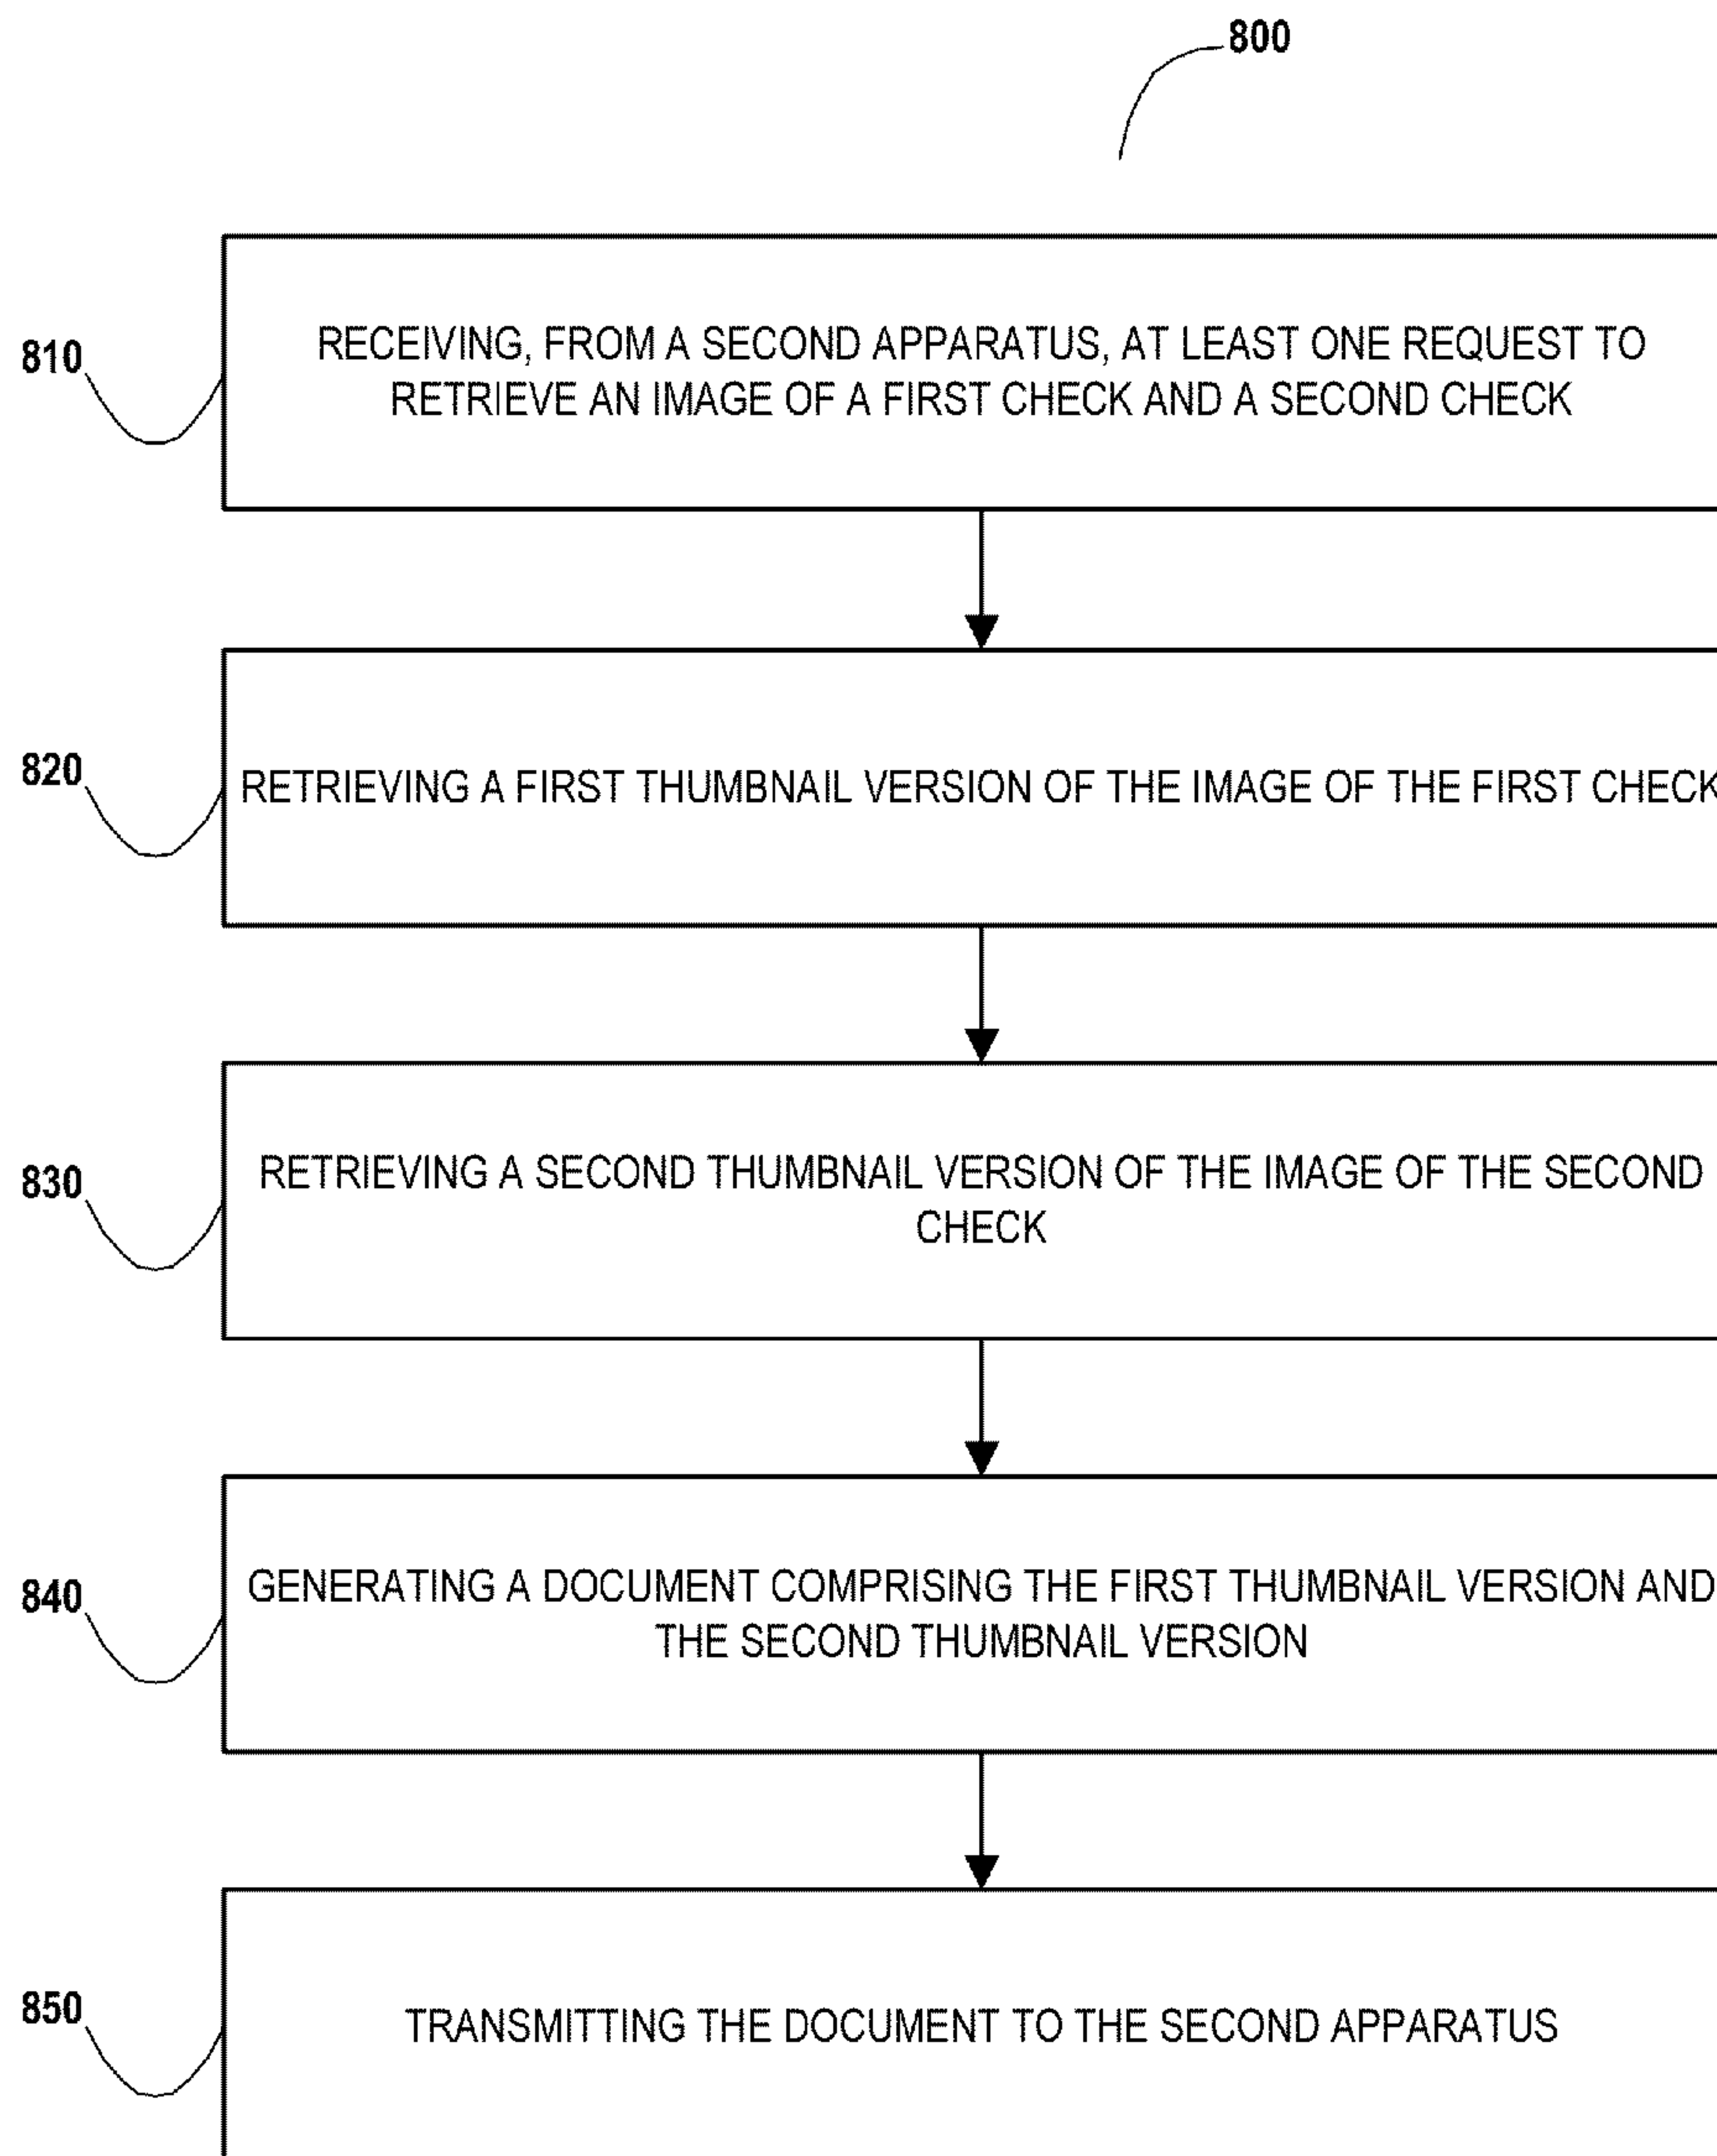 800
810
RECEIVING, FROM A SECOND APPARATUS, AT LEAST ONE REQUEST TO
RETRIEVE AN IMAGE OF A FIRST CHECK AND A SECOND CHECK
820
RETRIEVING A FIRST THUMBNAIL VERSION OF THE IMAGE OF THE FIRST CHECK
830
RETRIEVING A SECOND THUMBNAIL VERSION OF THE IMAGE OF THE SECOND
CHECK
840
GENERATING A DOCUMENT COMPRISING THE FIRST THUMBNAIL VERSION AND
THE SECOND THUMBNAIL VERSION
850
TRANSMITTING THE DOCUMENT TO THE SECOND APPARATUS